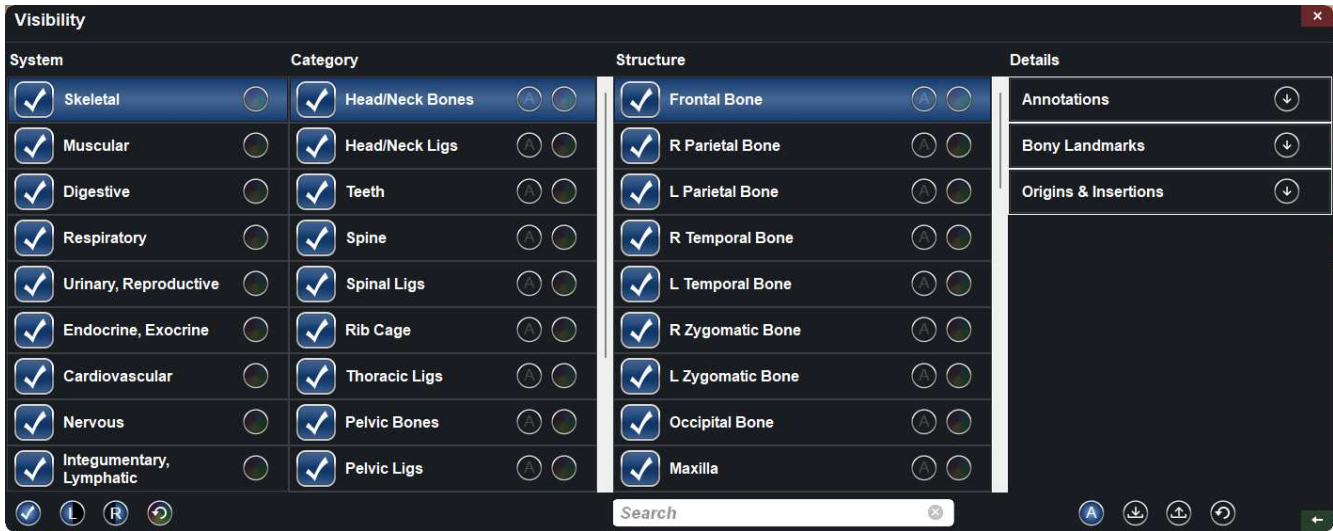 Visibility
System
Category
Structure
Details
Skeletal
Head/Neck Bones
A
Frontal Bone
A
Annotations
Muscular
Head/Neck Ligs
A
R Parietal Bone
A
Bony Landmarks
Digestive
Teeth
A
L Parietal Bone
A
Origins & Insertions
Respiratory
Spine
A
R Temporal Bone
A
Urinary, Reproductive
Spinal Ligs
A
L Temporal Bone
A
Endocrine, Exocrine
Rib Cage
A
R Zygomatic Bone
A
Cardiovascular
Thoracic Ligs
A
L Zygomatic Bone
A
Nervous
Pelvic Bones
A
Occipital Bone
A
Integumentary,
Lymphatic
Pelvic Ligs
A
Maxilla
A
L
R
Search
A